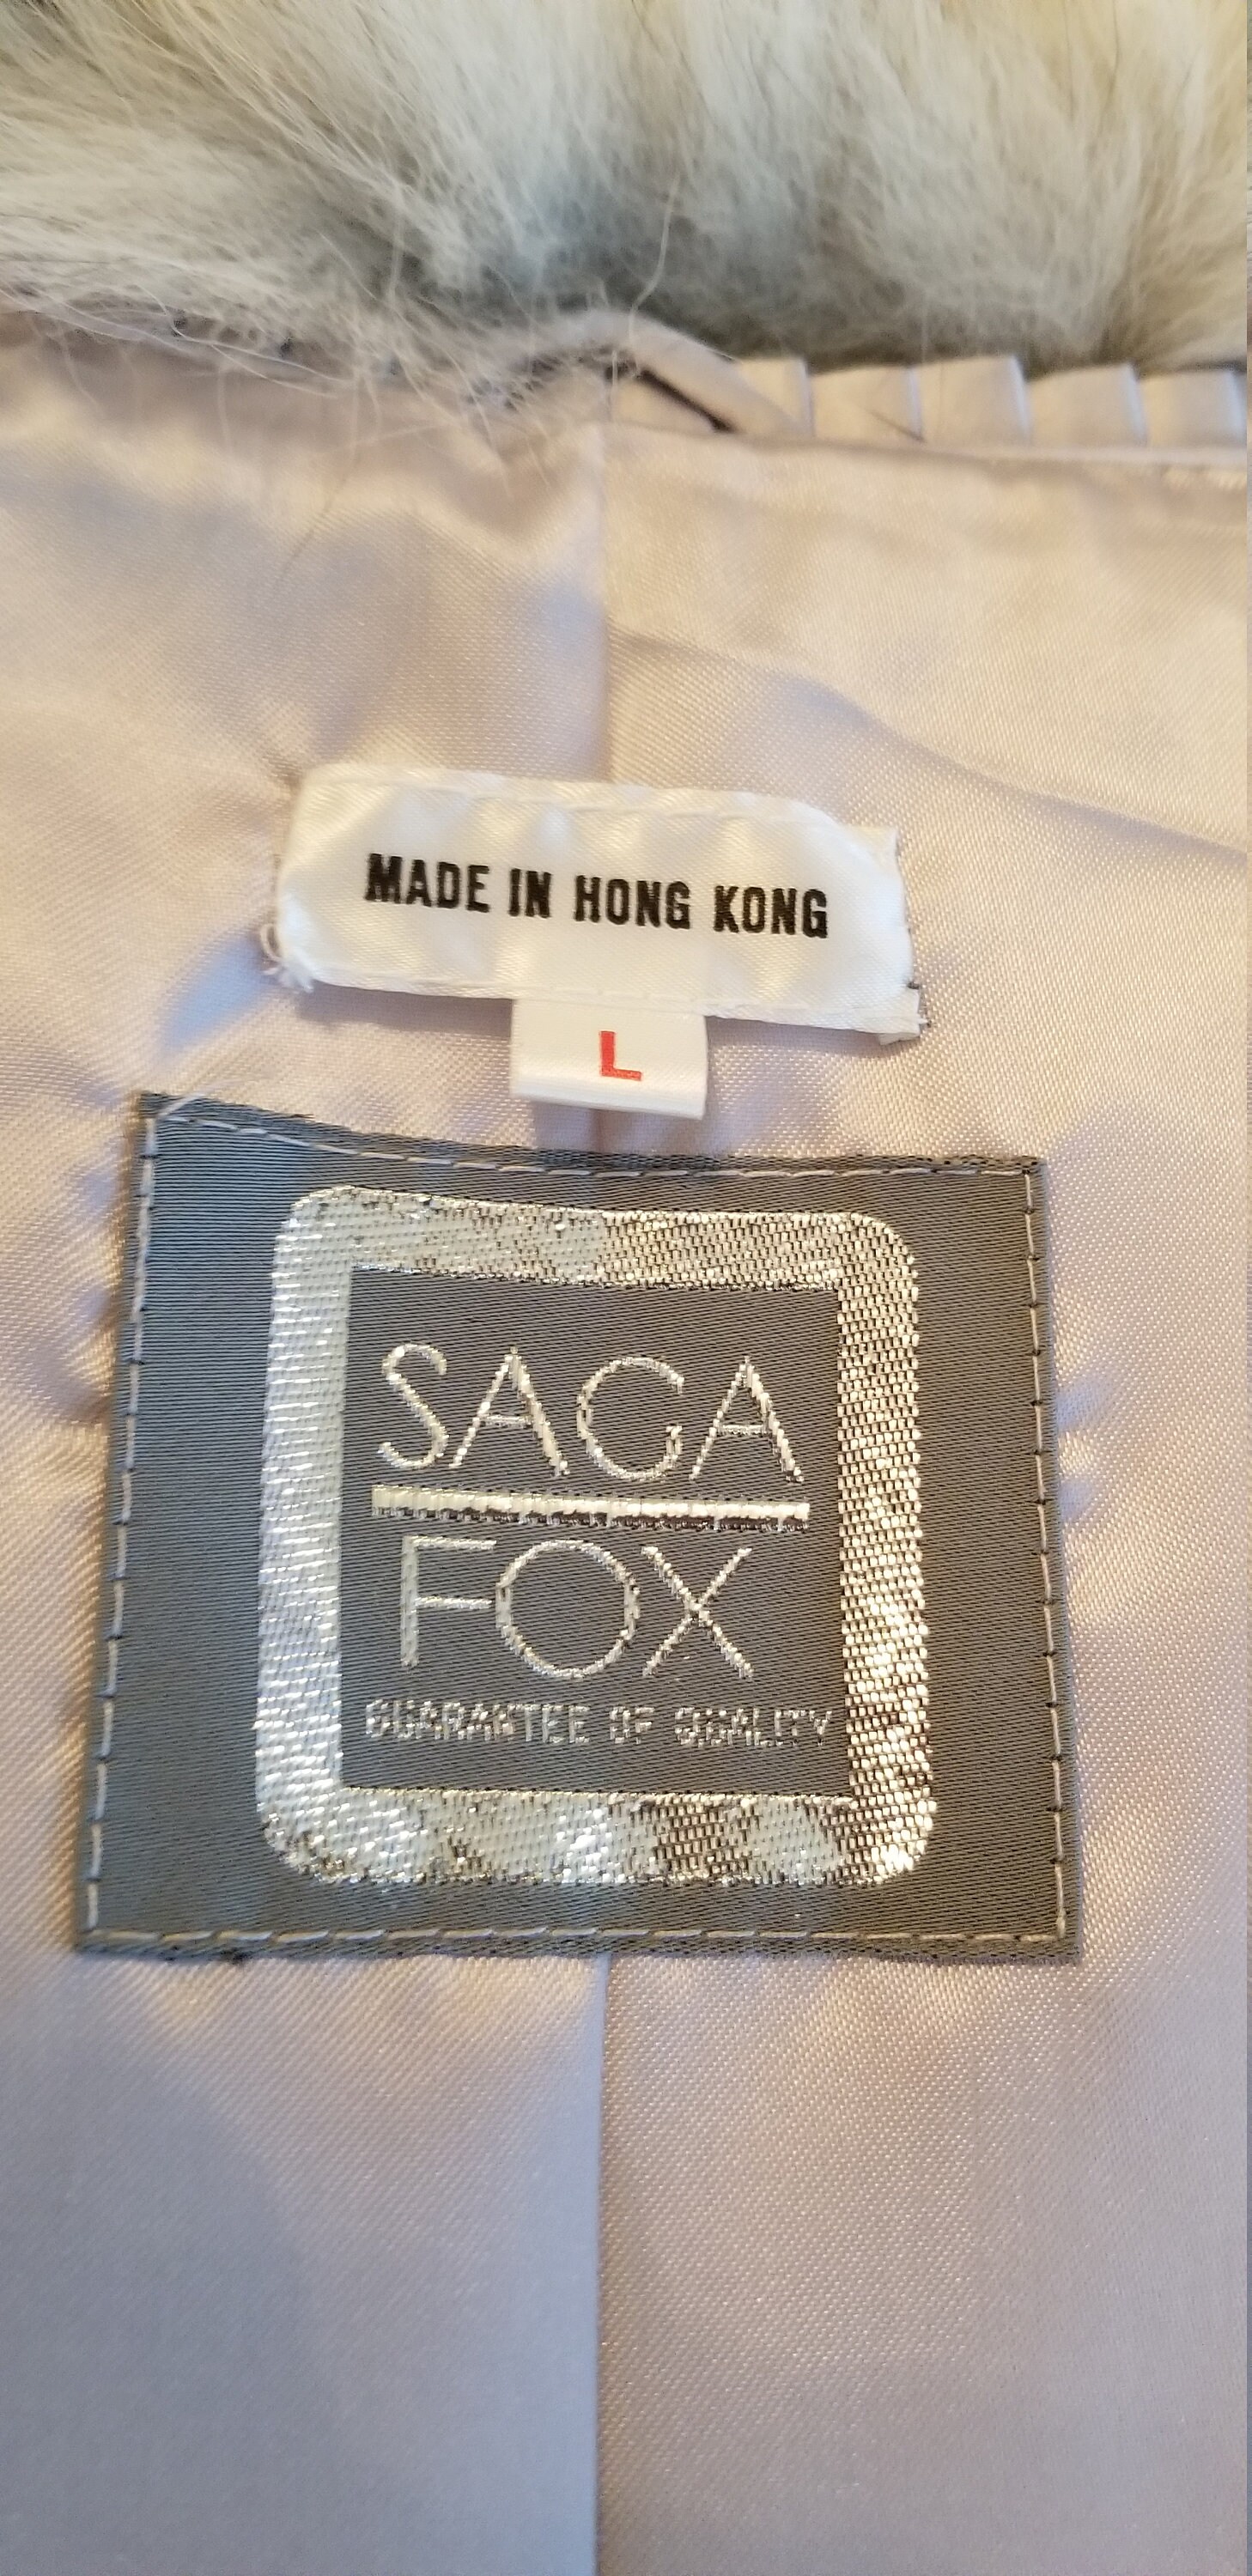 MADE IN HONG KONG
L
SAGA
FOX
GUARANTEE OF QUALITY